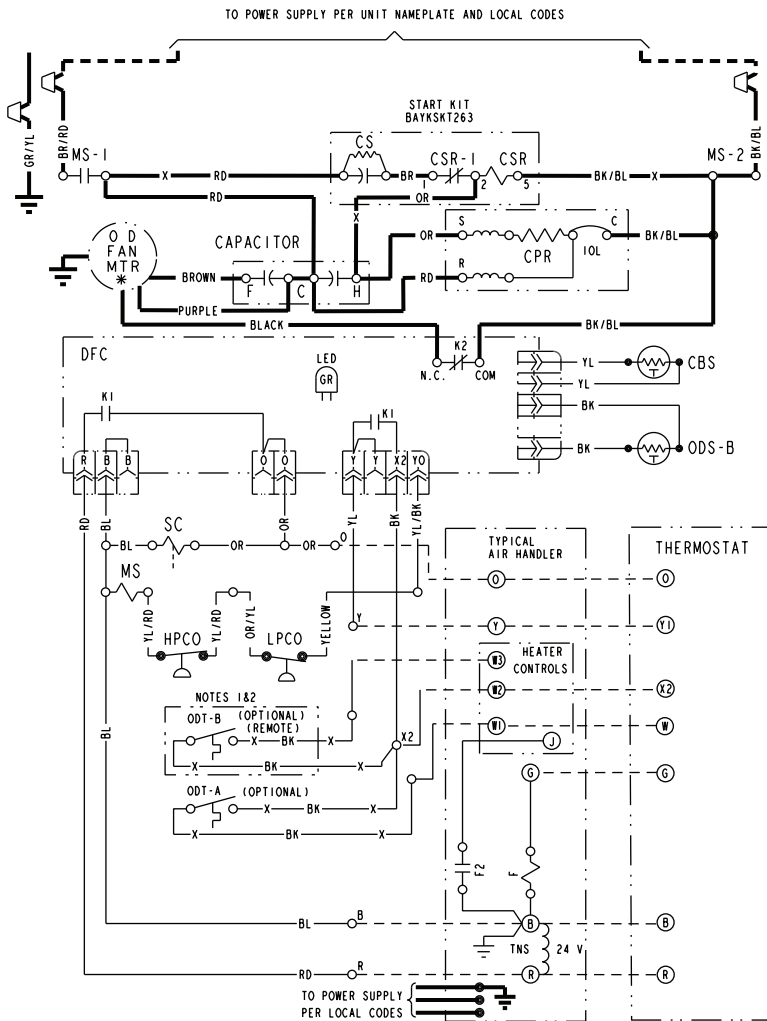 TO POWER SUPPLY PER UNIT NAMEPLATE AND LOCAL CODES
GR/YL
BR/RD
BK/BL
START KIT
BAYKSKT263
CS
MS-1
X
RD
BR
1
CSR-1
2
CSR
5
BK/BL
X
MS-2
RD
OR
X
O D
FAN
MTR
*
CAPACITOR
BROWN
F
C
H
OR
S
CPR
C
IOL
BK/BL
RD
R
PURPLE
BLACK
BK/BL
DFC
LED
GR
K2
N.C.
COM
YL
CBS
YL
BK
BK
ODS-B
K1
K1
R
B
B
O
O
Y
Y
X2
YO
RD
BL
OR
YL
BK
YL/BK
BL
SC
OR
OR
O
MS
YL/RD
HPCO
YL/RD
OR/YL
LPCO
YELLOW
Y
TYPICAL
AIR HANDLER
THERMOSTAT
O
O
Y
Y1
HEATER
CONTROLS
W3
W2
X2
W1
W
J
G
G
NOTES 1&2
ODT-B
(OPTIONAL)
(REMOTE)
X
BK
X
X
BK
X
X2
BL
ODT-A
(OPTIONAL)
X
BK
X
X
BK
X
F2
F
BL
B
B
B
TNS
24 V
RD
R
R
R
TO POWER SUPPLY
PER LOCAL CODES